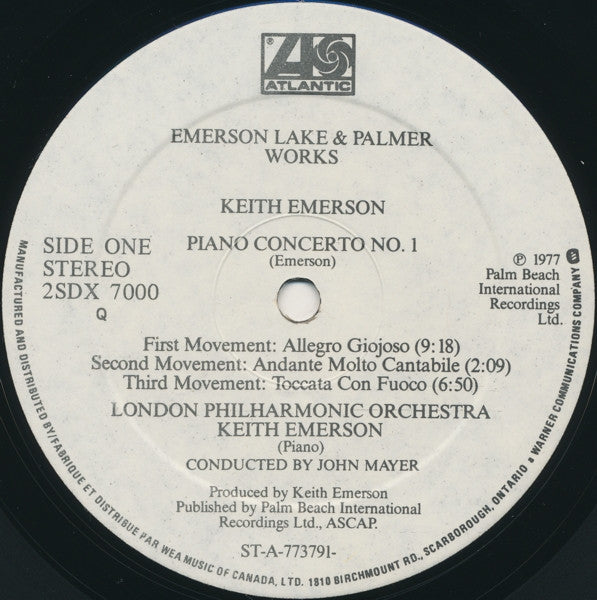 ATLANTIC
EMERSON LAKE & PALMER
WORKS
KEITH EMERSON
PIANO CONCERTO NO. 1
(Emerson)
SIDE ONE
STEREO
2SDX 7000
Q
℗ 1977
Palm Beach
International
Recordings
Ltd.
First Movement: Allegro Giojoso (9:18)
Second Movement: Andante Molto Cantabile (2:09)
Third Movement: Toccata Con Fuoco (6:50)
LONDON PHILHARMONIC ORCHESTRA
KEITH EMERSON
(Piano)
CONDUCTED BY JOHN MAYER
Produced by Keith Emerson
Published by Palm Beach International
Recordings Ltd., ASCAP.
ST-A-773791-
MANUFACTURED AND DISTRIBUTED BY/FABRIQUE ET DISTRIBUE PAR WEA MUSIC OF CANADA, LTD. 1810 BIRCHMOUNT RD., SCARBOROUGH, ONTARIO • WARNER COMMUNICATIONS COMPANY